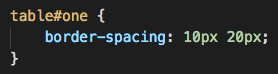 table#one {
    border-spacing: 10px 20px;
}